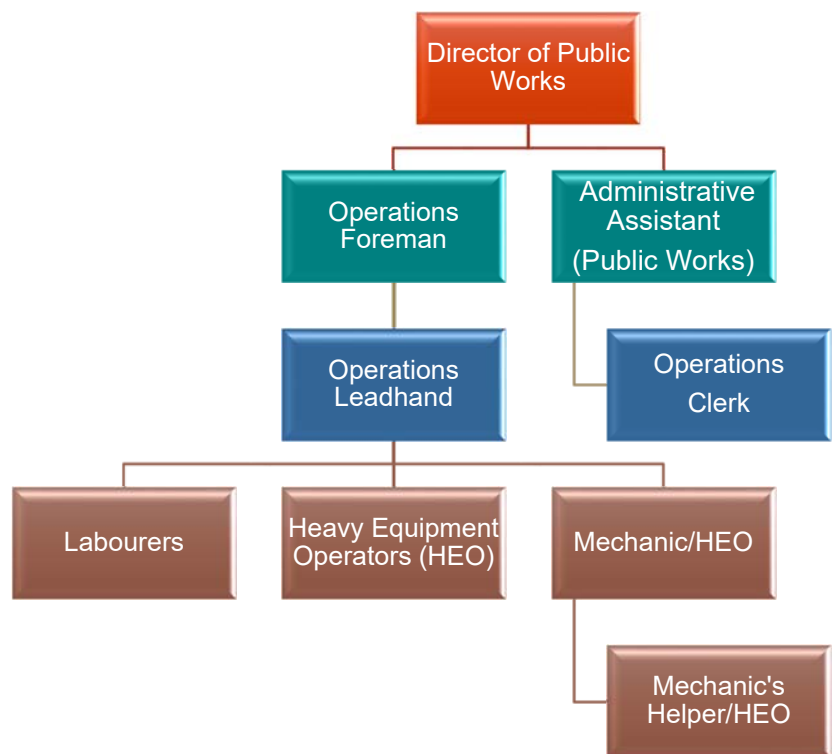 Director of Public
Works
Operations
Foreman
Administrative
Assistant
(Public Works)
Operations
Leadhand
Operations
Clerk
Labourers
Heavy Equipment
Operators (HEO)
Mechanic/HEO
Mechanic's
Helper/HEO